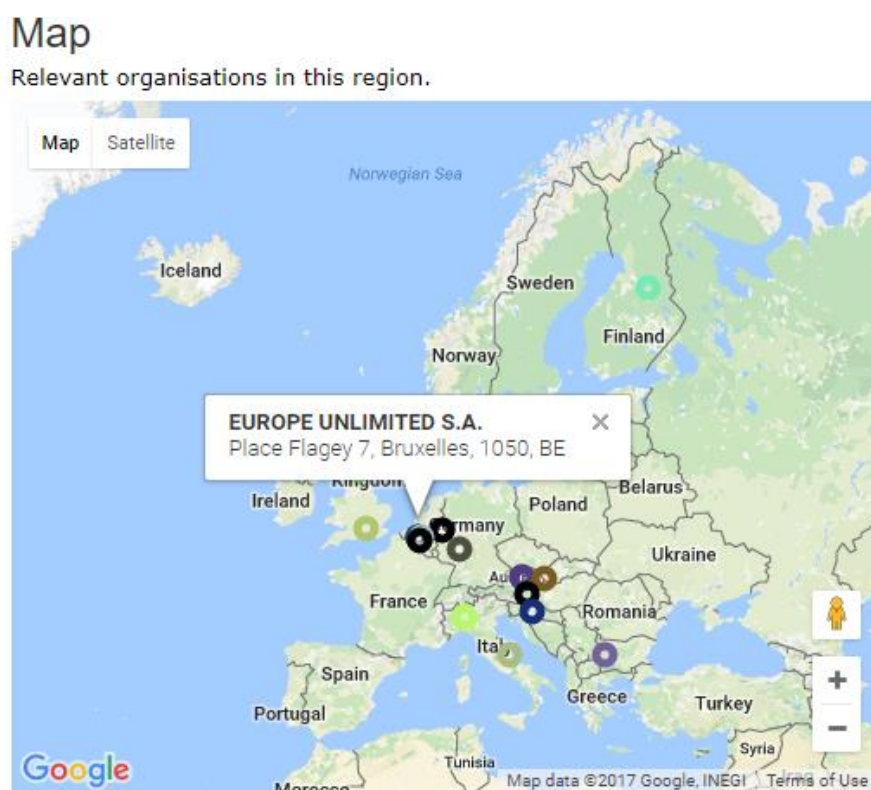 Map
Relevant organisations in this region.
Map Satellite
Norwegian Sea
Iceland
Sweden
Finland
Norway
EUROPE UNLIMITED S.A.
Place Flagey 7, Bruxelles, 1050, BE
Ireland
Belarus
Poland
Ukraine
France
Romania
Spain
Greece
Turkey
Portugal
Syria
Tunisia
Google
Map data ©2017 Google, INEGI Terms of Use